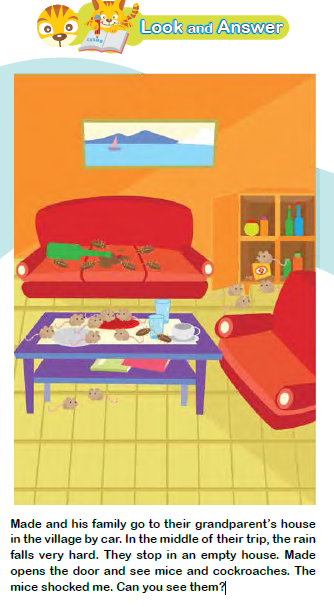 Look and Answer
Made and his family go to their grandparent's house
in the village by car. In the middle of their trip, the rain
falls very hard. They stop in an empty house. Made
opens the door and see mice and cockroaches. The
mice shocked me. Can you see them?